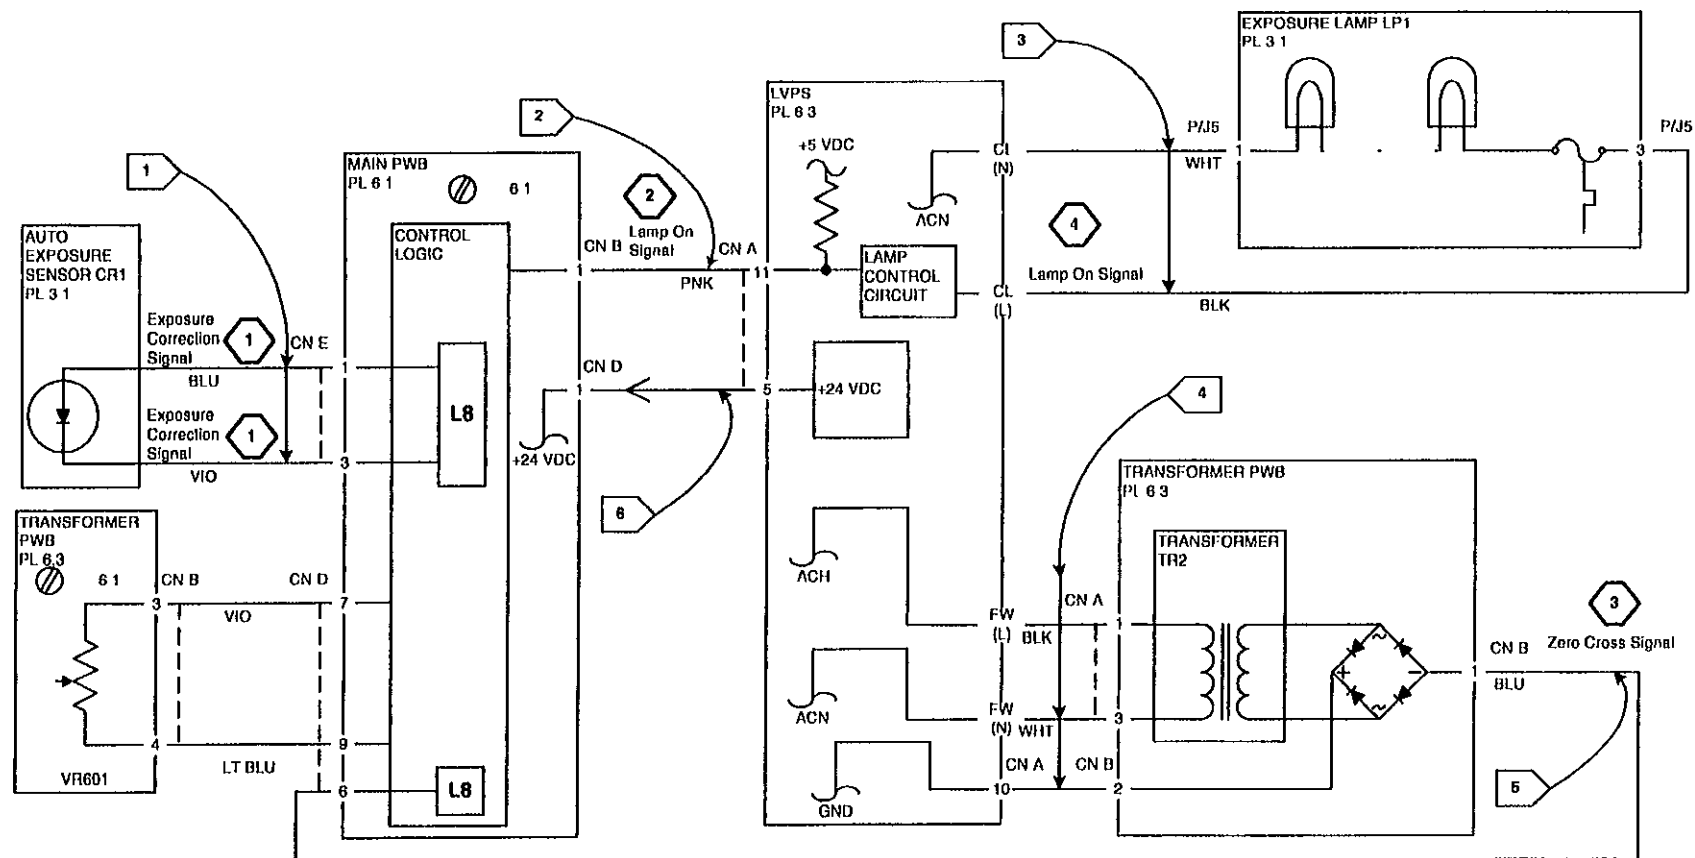 3
EXPOSURE LAMP LP1
PL 3 1
P/J5
1
WHT
3
P/J5
2
LVPS
PL 6 3
+5 VDC
CL
(N)
ACN
4
Lamp On Signal
LAMP
CONTROL
CIRCUIT
CL
(L)
BLK
1
MAIN PWB
PL 6 1
6 1
2
Lamp On
Signal
CN B
1
CN A
PNK
11
CONTROL
LOGIC
AUTO
EXPOSURE
SENSOR CR1
PL 3 1
Exposure
Correction
Signal
1
CN E
BLU
1
Exposure
Correction
Signal
1
VIO
3
L8
CN D
1
+24 VDC
5
+24 VDC
6
4
TRANSFORMER
PWB
PL 6.3
6 1
CN B
CN D
3
VIO
7
4
LT BLU
9
VR601
6
L8
ACH
FW
(L)
BLK
CN A
1
ACN
FW
(N)
WHT
3
CN A
CN B
GND
10
2
TRANSFORMER PWB
PL 6 3
TRANSFORMER
TR2
3
Zero Cross Signal
CN B
1
BLU
5